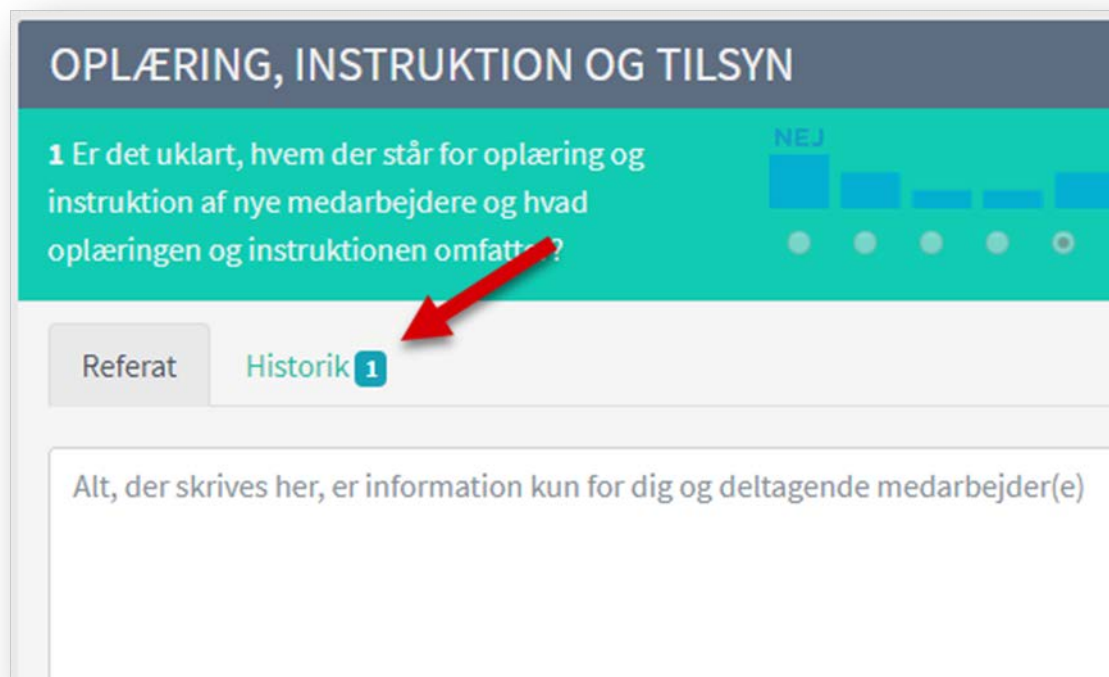 OPLÆRING, INSTRUKTION OG TILSYN
1 Er det uklart, hvem der står for oplæring og
instruktion af nye medarbejdere og hvad
oplæringen og instruktionen omfatter?
NEJ
Referat
Historik 1
Alt, der skrives her, er information kun for dig og deltagende medarbejder(e)